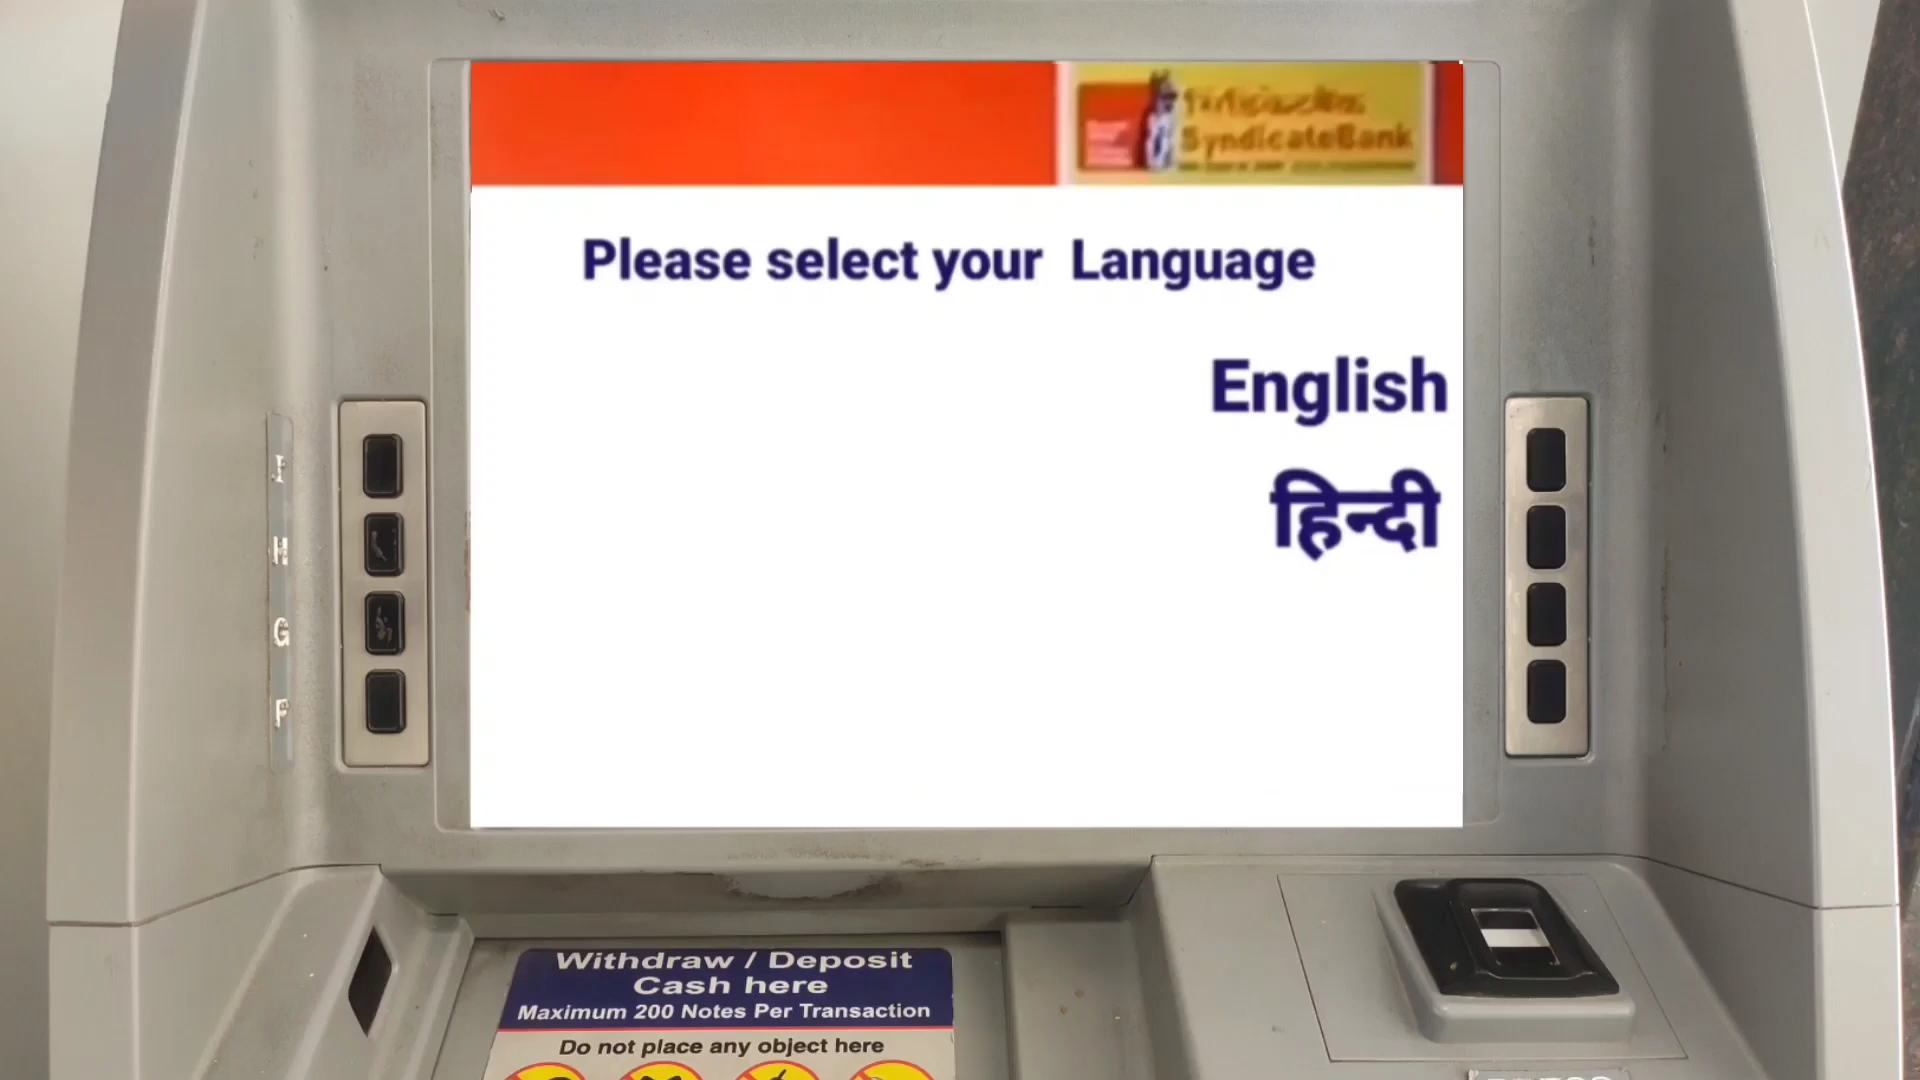 SyndicateBank
Please select your Language
English
हिन्दी
I
H
G
F
Withdraw / Deposit
Cash here
Maximum 200 Notes Per Transaction
Do not place any object here